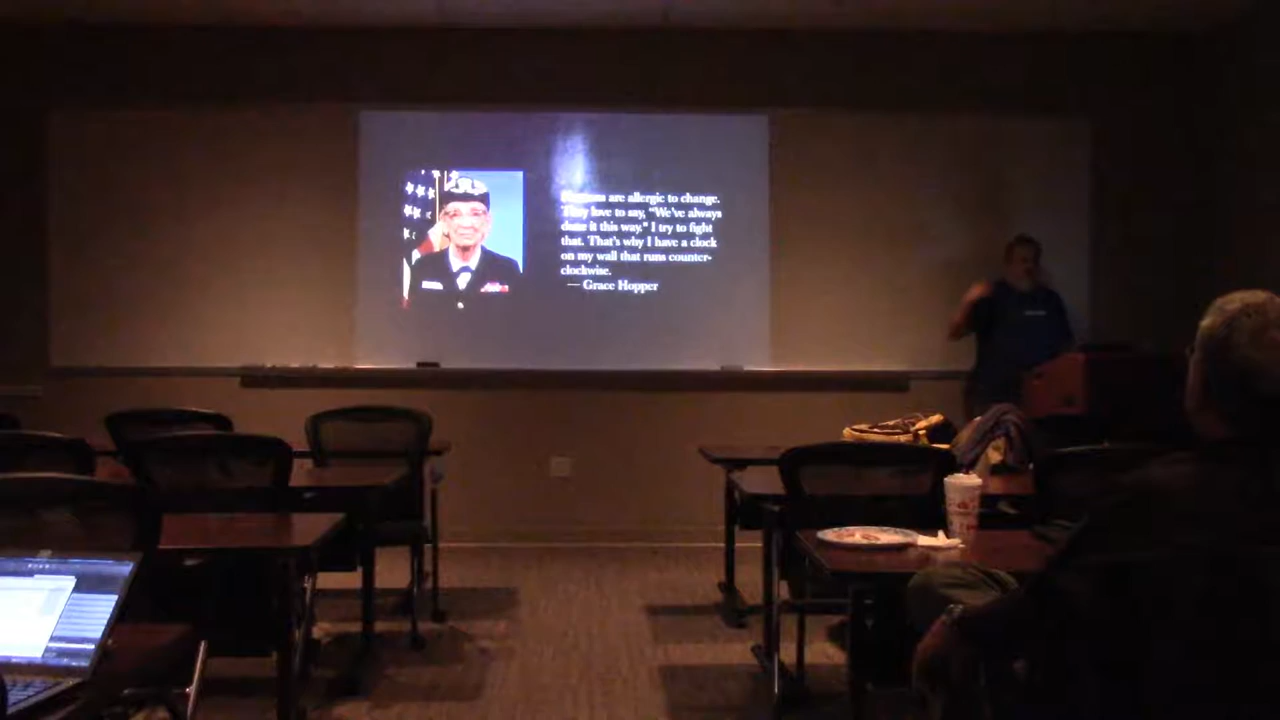 Humans are allergic to change.
They love to say, “We’ve always
done it this way.” I try to fight
that. That’s why I have a clock
on my wall that runs counter-
clockwise.
— Grace Hopper